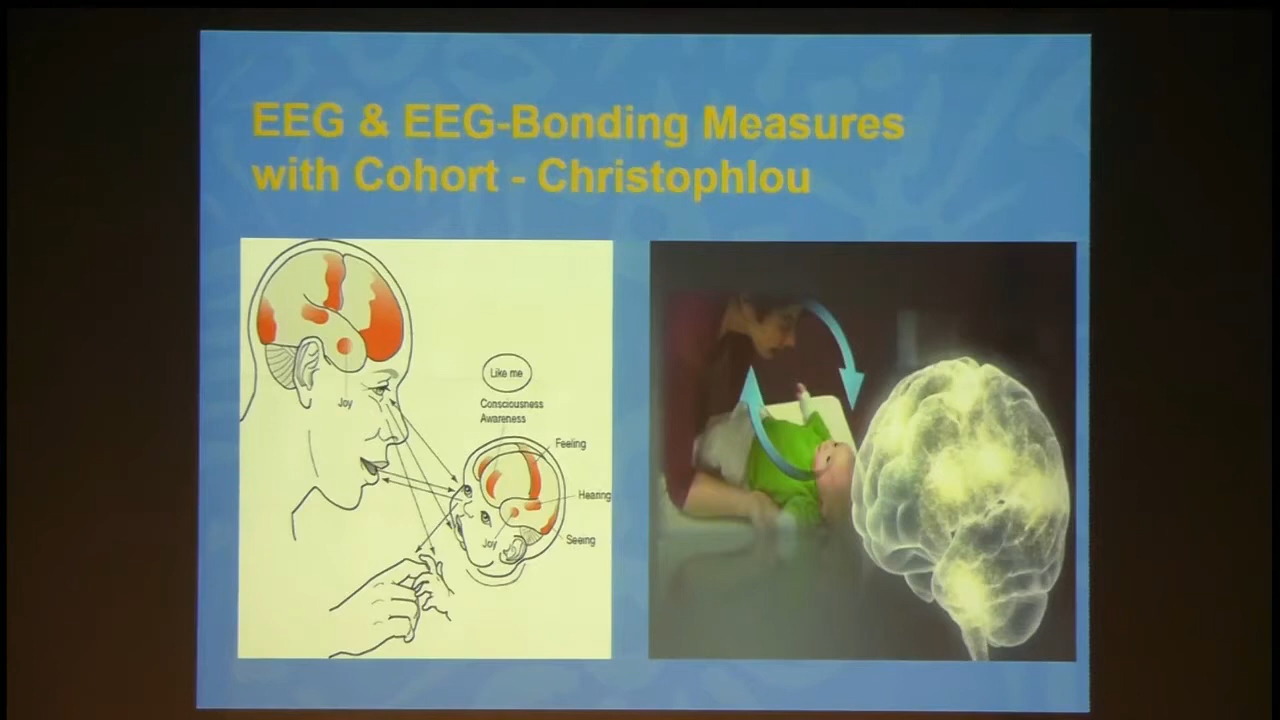 EEG & EEG-Bonding Measures
with Cohort - Christophlou
Like me
Consciousness
Awareness
Joy
Feeling
Hearing
Joy
Seeing